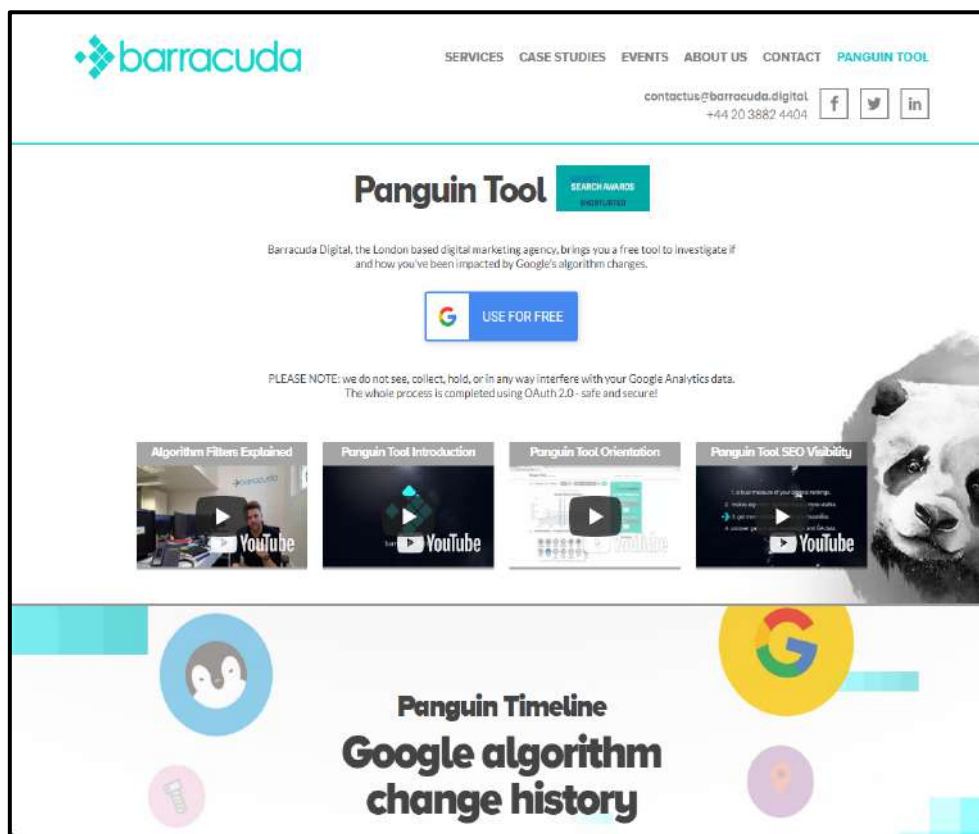 barracuda
SERVICES CASE STUDIES EVENTS ABOUT US CONTACT PANGUIN TOOL
contactus@barracuda.digital
+44 20 3882 4404
Panguin Tool
SEARCH AWARDS
SHORTLISTED
Barracuda Digital, the London based digital marketing agency, brings you a free tool to investigate if
and how you've been impacted by Google's algorithm changes.
USE FOR FREE
PLEASE NOTE: we do not see, collect, hold, or in any way interfere with your Google Analytics data.
The whole process is completed using OAuth 2.0 - safe and secure!
Algorithm Filters Explained
Panguin Tool Introduction
Panguin Tool Orientation
Panguin Tool SEO Visibility
barracuda
YouTube
YouTube
YouTube
YouTube
Panguin Timeline
Google algorithm
change history